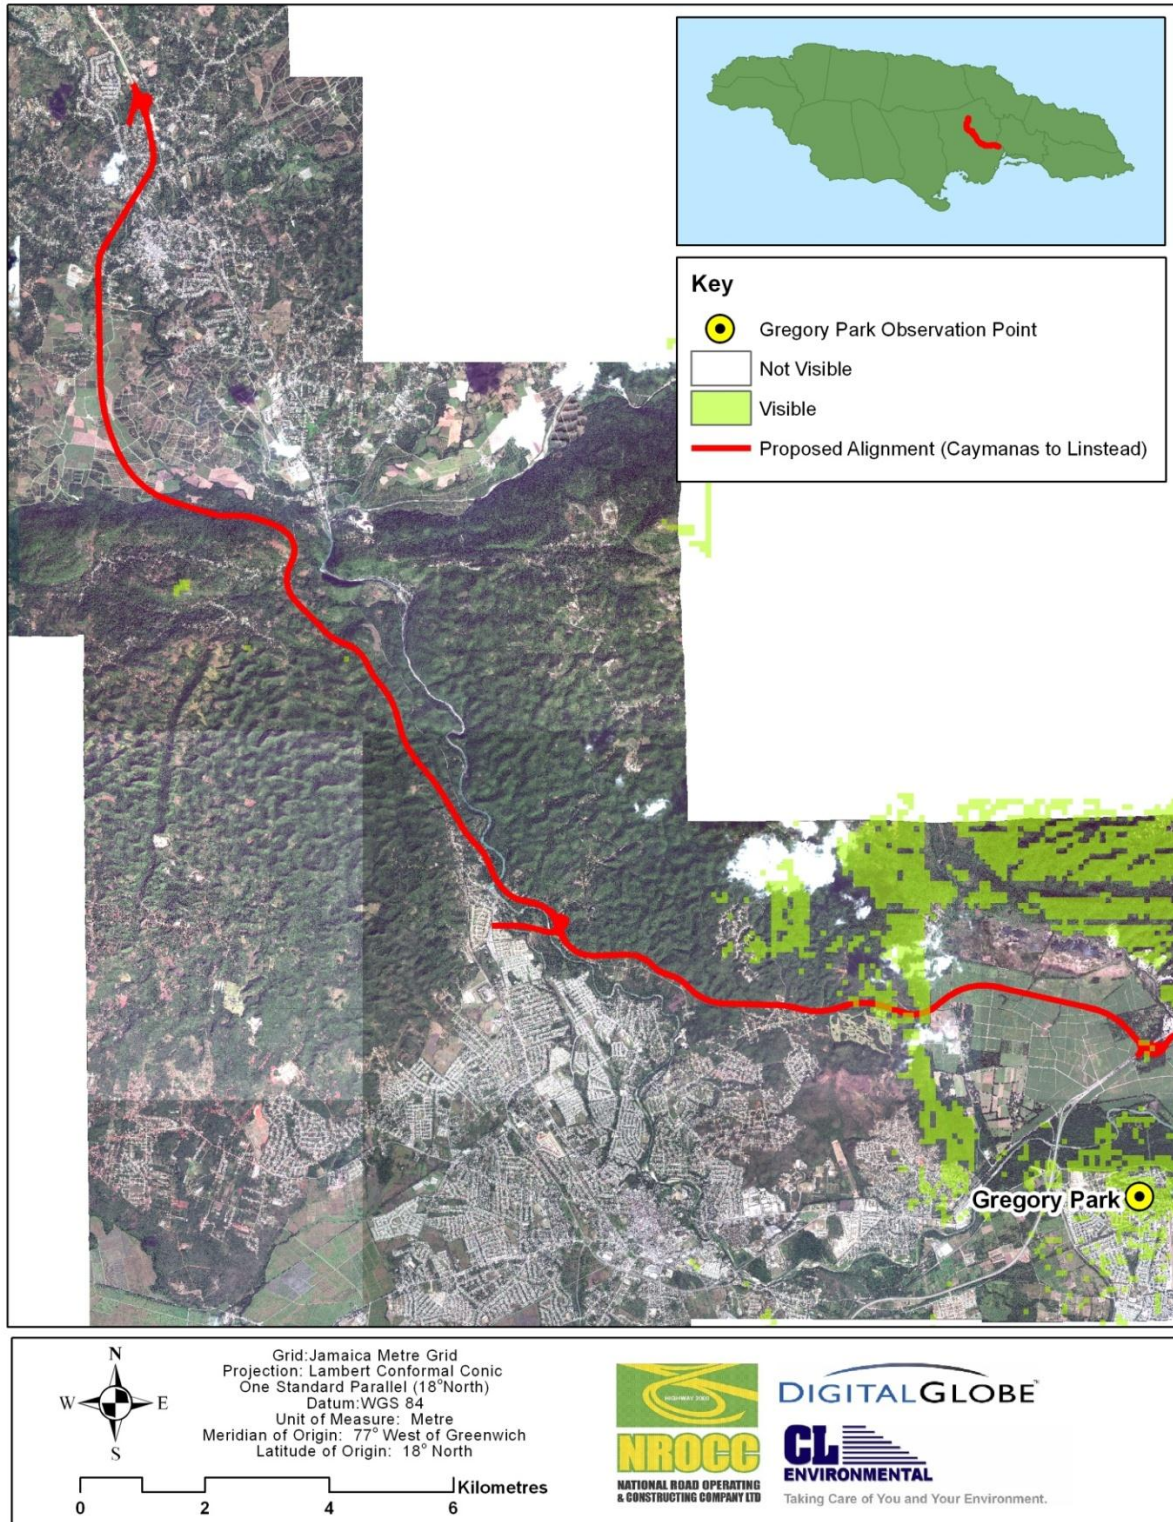 Key
Gregory Park Observation Point
Not Visible
Visible
Proposed Alignment (Caymanas to Linstead)
Gregory Park
N
W
E
S
Grid:Jamaica Metre Grid
Projection: Lambert Conformal Conic
One Standard Parallel (18°North)
Datum:WGS 84
Unit of Measure: Metre
Meridian of Origin: 77° West of Greenwich
Latitude of Origin: 18° North
Kilometres
0 2 4 6
HIGHWAY 2000
NROCC
NATIONAL ROAD OPERATING
& CONSTRUCTING COMPANY LTD
DIGITALGLOBE
CL
ENVIRONMENTAL
Taking Care of You and Your Environment.